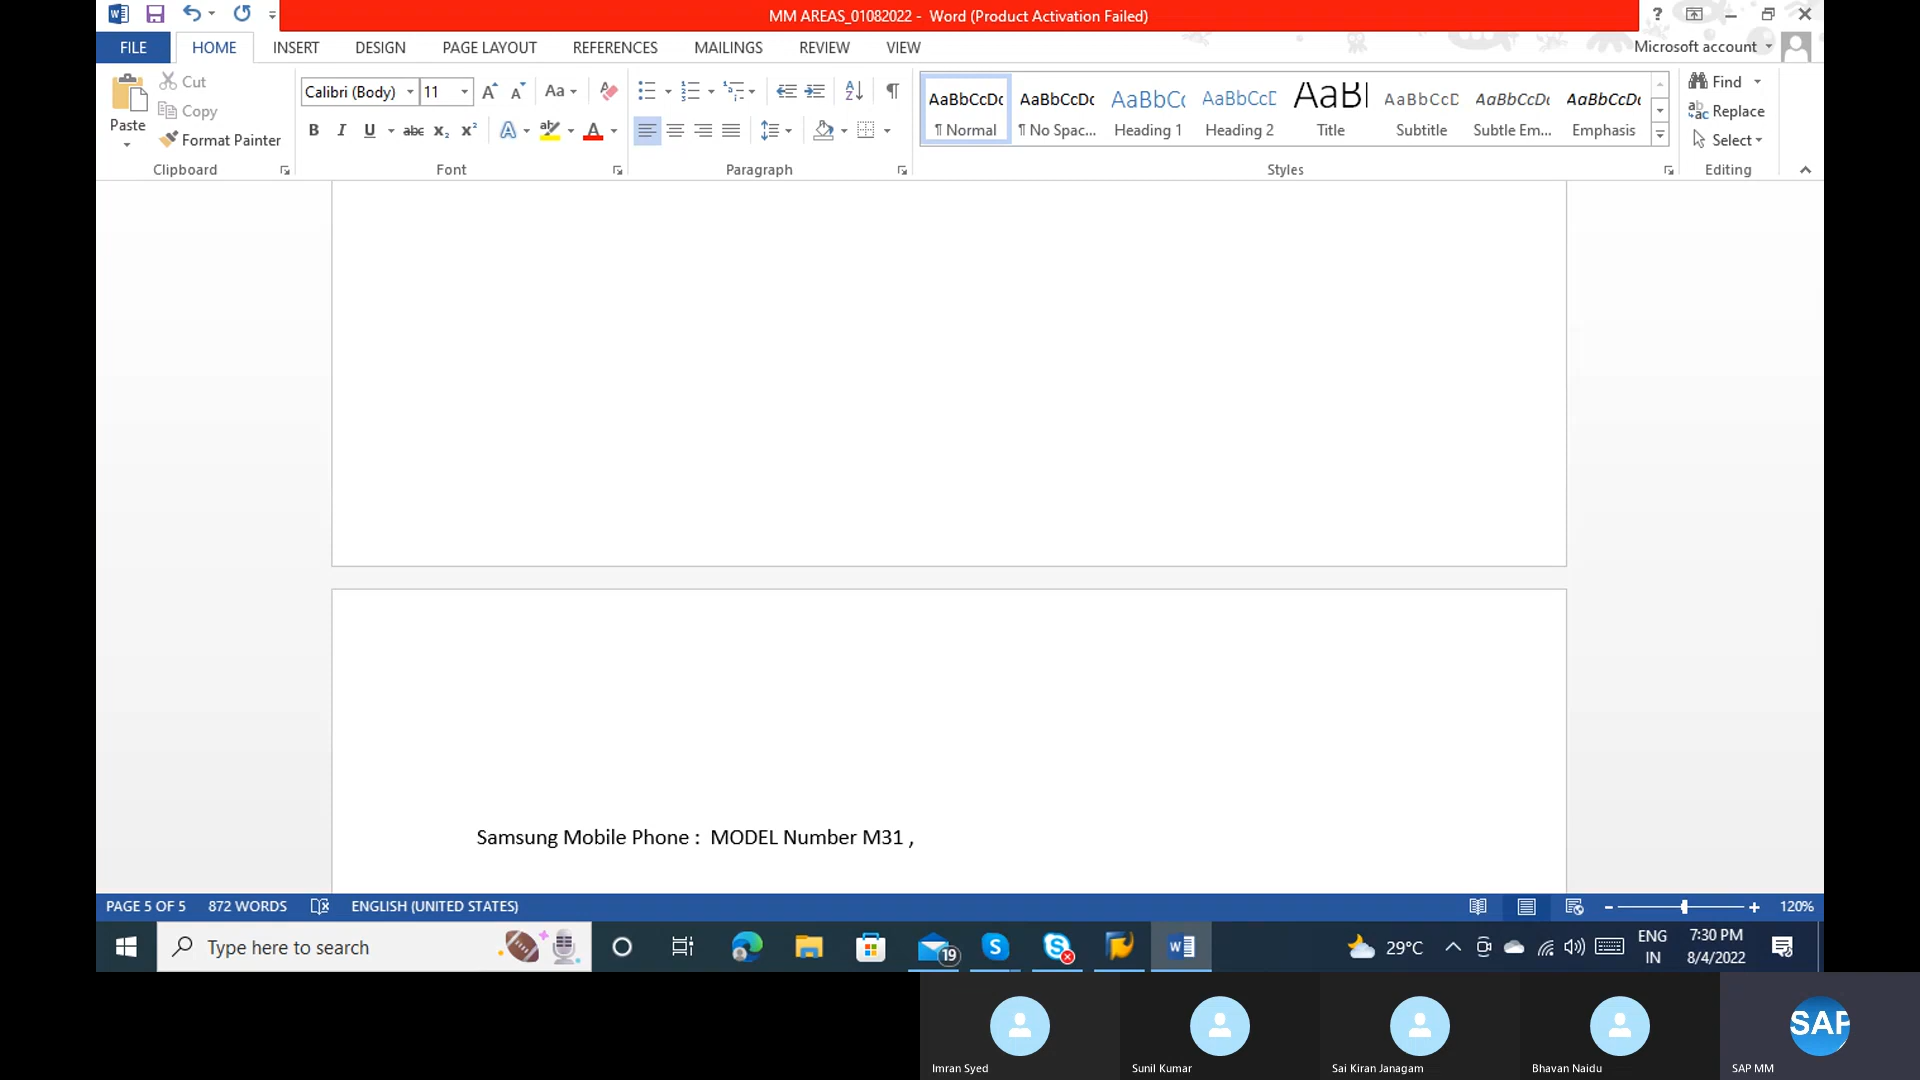 MM AREAS_01082022 - Word (Product Activation Failed)
?
FILE HOME INSERT DESIGN PAGE LAYOUT REFERENCES MAILINGS REVIEW VIEW Microsoft account
Paste
Cut
Copy
Format Painter
Clipboard
Calibri (Body) 11
Font
Paragraph
AaBbCcDc AaBbCcDc AaBbCc AaBbCcD AaBl AaBbCcD AaBbCcDc AaBbCcDc
¶ Normal ¶ No Spac... Heading 1 Heading 2 Title Subtitle Subtle Em... Emphasis
Styles
Find
Replace
Select
Editing
Samsung Mobile Phone : MODEL Number M31 ,
PAGE 5 OF 5 872 WORDS ENGLISH (UNITED STATES) 120%
Type here to search
19
29°C
ENG
IN
7:30 PM
8/4/2022
SAP
Imran Syed Sunil Kumar Sai Kiran Janagam Bhavan Naidu SAP MM